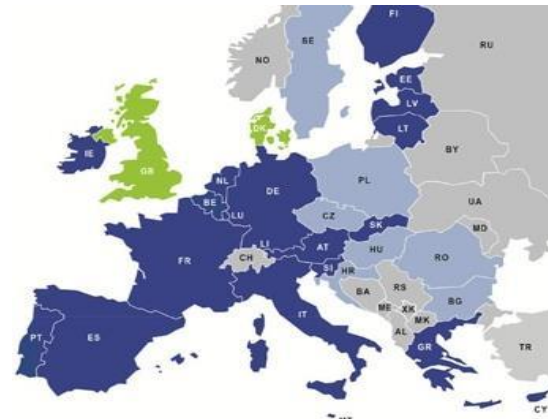 FI
SE
NO
RU
EE
LV
DK
LT
IE
BY
GB
NL
PL
DE
BE
UA
LU
CZ
SK
MD
LI
AT
FR
CH
HU
RO
SI
HR
RS
BA
BG
IT
ME
XK
MK
PT
ES
AL
GR
TR
CY